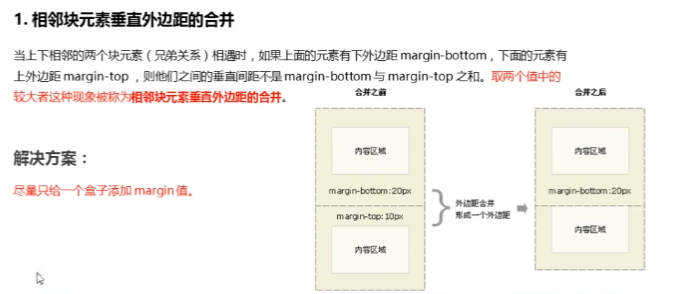 1. 相邻块元素垂直外边距的合并
当上下相邻的两个块元素（兄弟关系）相遇时，如果上面的元素有下外边距 margin-bottom，下面的元素有
上外边距 margin-top ，则他们之间的垂直间距不是 margin-bottom 与 margin-top 之和。取两个值中的
较大者这种现象被称为相邻块元素垂直外边距的合并。
解决方案：
尽量只给一个盒子添加 margin 值。
合并之前
内容区域
margin-bottom:20px
margin-top:10px
内容区域
外边距合并
形成一个外边距
合并之后
内容区域
margin-bottom:20px
内容区域